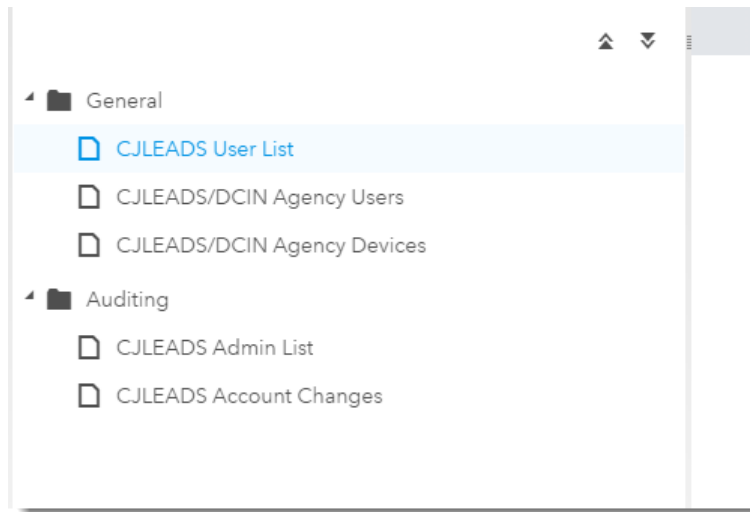 General
CJLEADS User List
CJLEADS/DCIN Agency Users
CJLEADS/DCIN Agency Devices
Auditing
CJLEADS Admin List
CJLEADS Account Changes